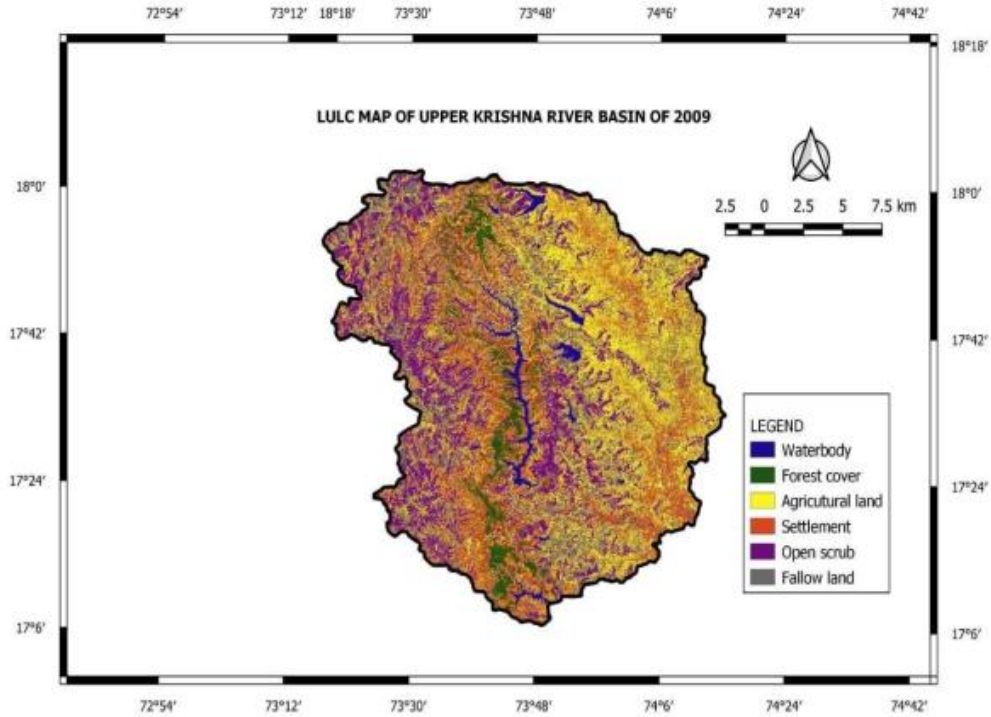 72°54' 73°12' 18°18' 73°30' 73°48' 74°6' 74°24' 74°42'
18°18'
LULC MAP OF UPPER KRISHNA RIVER BASIN OF 2009
18°0' 18°0'
2.5 0 2.5 5 7.5 km
17°42' 17°42'
LEGEND
Waterbody
Forest cover
Agricutural land
Settlement
Open scrub
Fallow land
17°24' 17°24'
17°6' 17°6'
72°54' 73°12' 73°30' 73°48' 74°6' 74°24' 74°42'